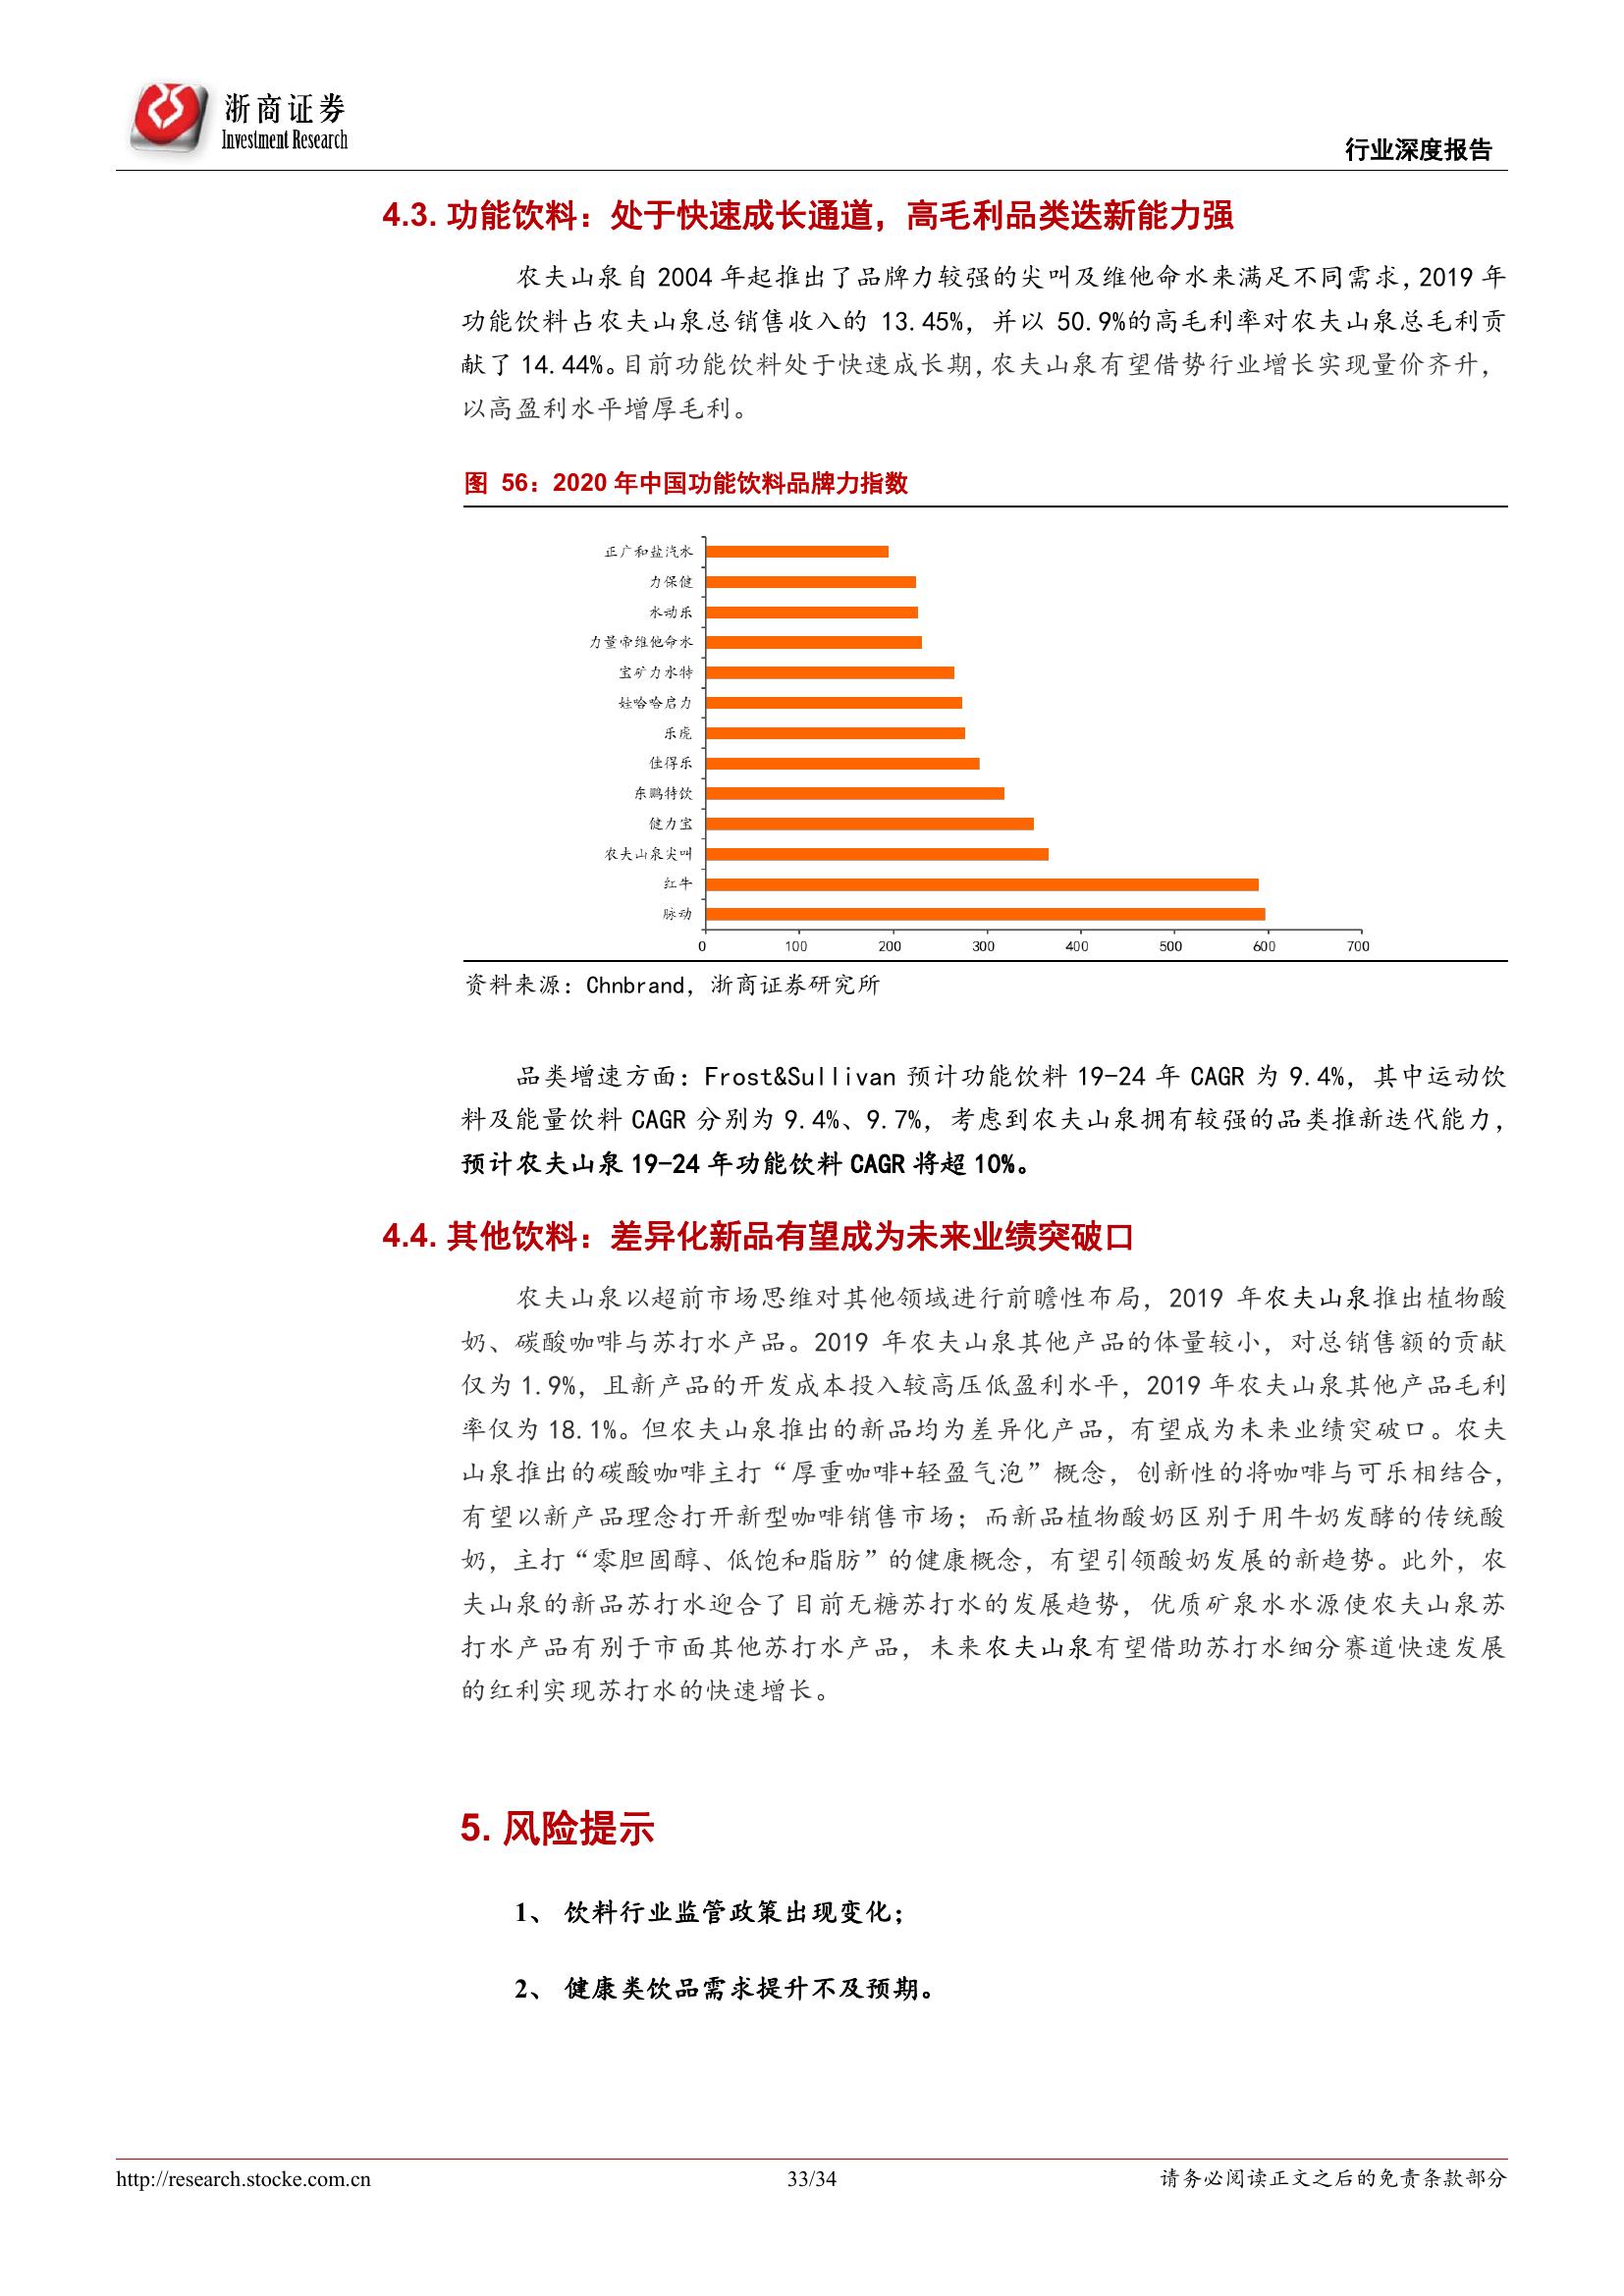 浙商证券
Investment Research
行业深度报告
4.3. 功能饮料：处于快速成长通道，高毛利品类迭新能力强
农夫山泉自 2004 年起推出了品牌力较强的尖叫及维他命水来满足不同需求，2019 年
功能饮料占农夫山泉总销售收入的 13.45%，并以 50.9%的高毛利率对农夫山泉总毛利贡
献了 14.44%。目前功能饮料处于快速成长期，农夫山泉有望借势行业增长实现量价齐升，
以高盈利水平增厚毛利。
图 56：2020 年中国功能饮料品牌力指数
正广和盐汽水
力保健
水动乐
力量帝维他命水
宝矿力水特
娃哈哈启力
乐虎
佳得乐
东鹏特饮
健力宝
农夫山泉尖叫
红牛
脉动
0 100 200 300 400 500 600 700
资料来源：Chnbrand，浙商证券研究所
品类增速方面：Frost&Sullivan 预计功能饮料 19-24 年 CAGR 为 9.4%，其中运动饮
料及能量饮料 CAGR 分别为 9.4%、9.7%，考虑到农夫山泉拥有较强的品类推新迭代能力，
预计农夫山泉 19-24 年功能饮料 CAGR 将超 10%。
4.4. 其他饮料：差异化新品有望成为未来业绩突破口
农夫山泉以超前市场思维对其他领域进行前瞻性布局，2019 年农夫山泉推出植物酸
奶、碳酸咖啡与苏打水产品。2019 年农夫山泉其他产品的体量较小，对总销售额的贡献
仅为 1.9%，且新产品的开发成本投入较高压低盈利水平，2019 年农夫山泉其他产品毛利
率仅为 18.1%。但农夫山泉推出的新品均为差异化产品，有望成为未来业绩突破口。农夫
山泉推出的碳酸咖啡主打“厚重咖啡+轻盈气泡”概念，创新性的将咖啡与可乐相结合，
有望以新产品理念打开新型咖啡销售市场；而新品植物酸奶区别于用牛奶发酵的传统酸
奶，主打“零胆固醇、低饱和脂肪”的健康概念，有望引领酸奶发展的新趋势。此外，农
夫山泉的新品苏打水迎合了目前无糖苏打水的发展趋势，优质矿泉水水源使农夫山泉苏
打水产品有别于市面其他苏打水产品，未来农夫山泉有望借助苏打水细分赛道快速发展
的红利实现苏打水的快速增长。
5. 风险提示
1、 饮料行业监管政策出现变化；
2、 健康类饮品需求提升不及预期。
http://research.stocke.com.cn
33/34
请务必阅读正文之后的免责条款部分